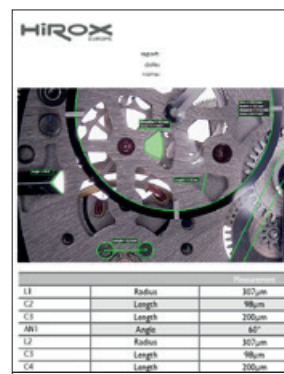 HIROX
EUROPE
report:
date:
name:
Measurement
L1 Radius 307µm
C2 Length 98µm
C3 Length 200µm
AN1 Angle 60°
L2 Radius 307µm
C3 Length 98µm
C4 Length 200µm